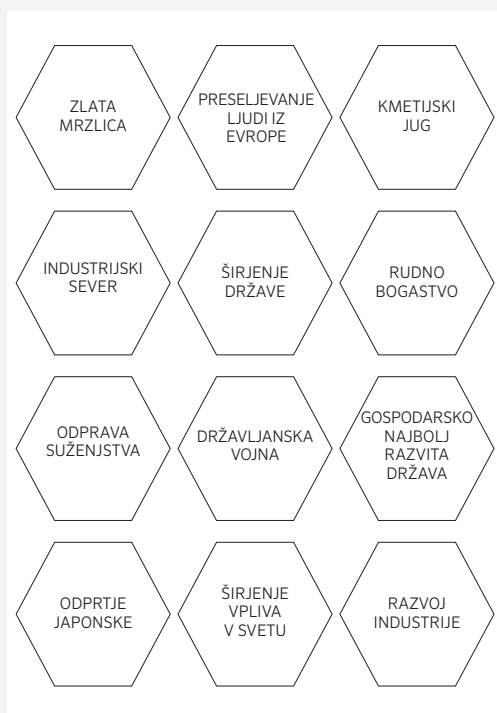 ZLATA
MRZLICA
PRESELJEVANJE
LJUDI IZ
EVROPE
KMETIJSKI
JUG
INDUSTRIJSKI
SEVER
ŠIRJENJE
DRŽAVE
RUDNO
BOGASTVO
ODPRAVA
SUŽENJSTVA
DRŽAVLJANSKA
VOJNA
GOSPODARSKO
NAJBOLJ
RAZVITA
DRŽAVA
ODPRTJE
JAPONSKE
ŠIRJENJE
VPLIVA
V SVETU
RAZVOJ
INDUSTRIJE